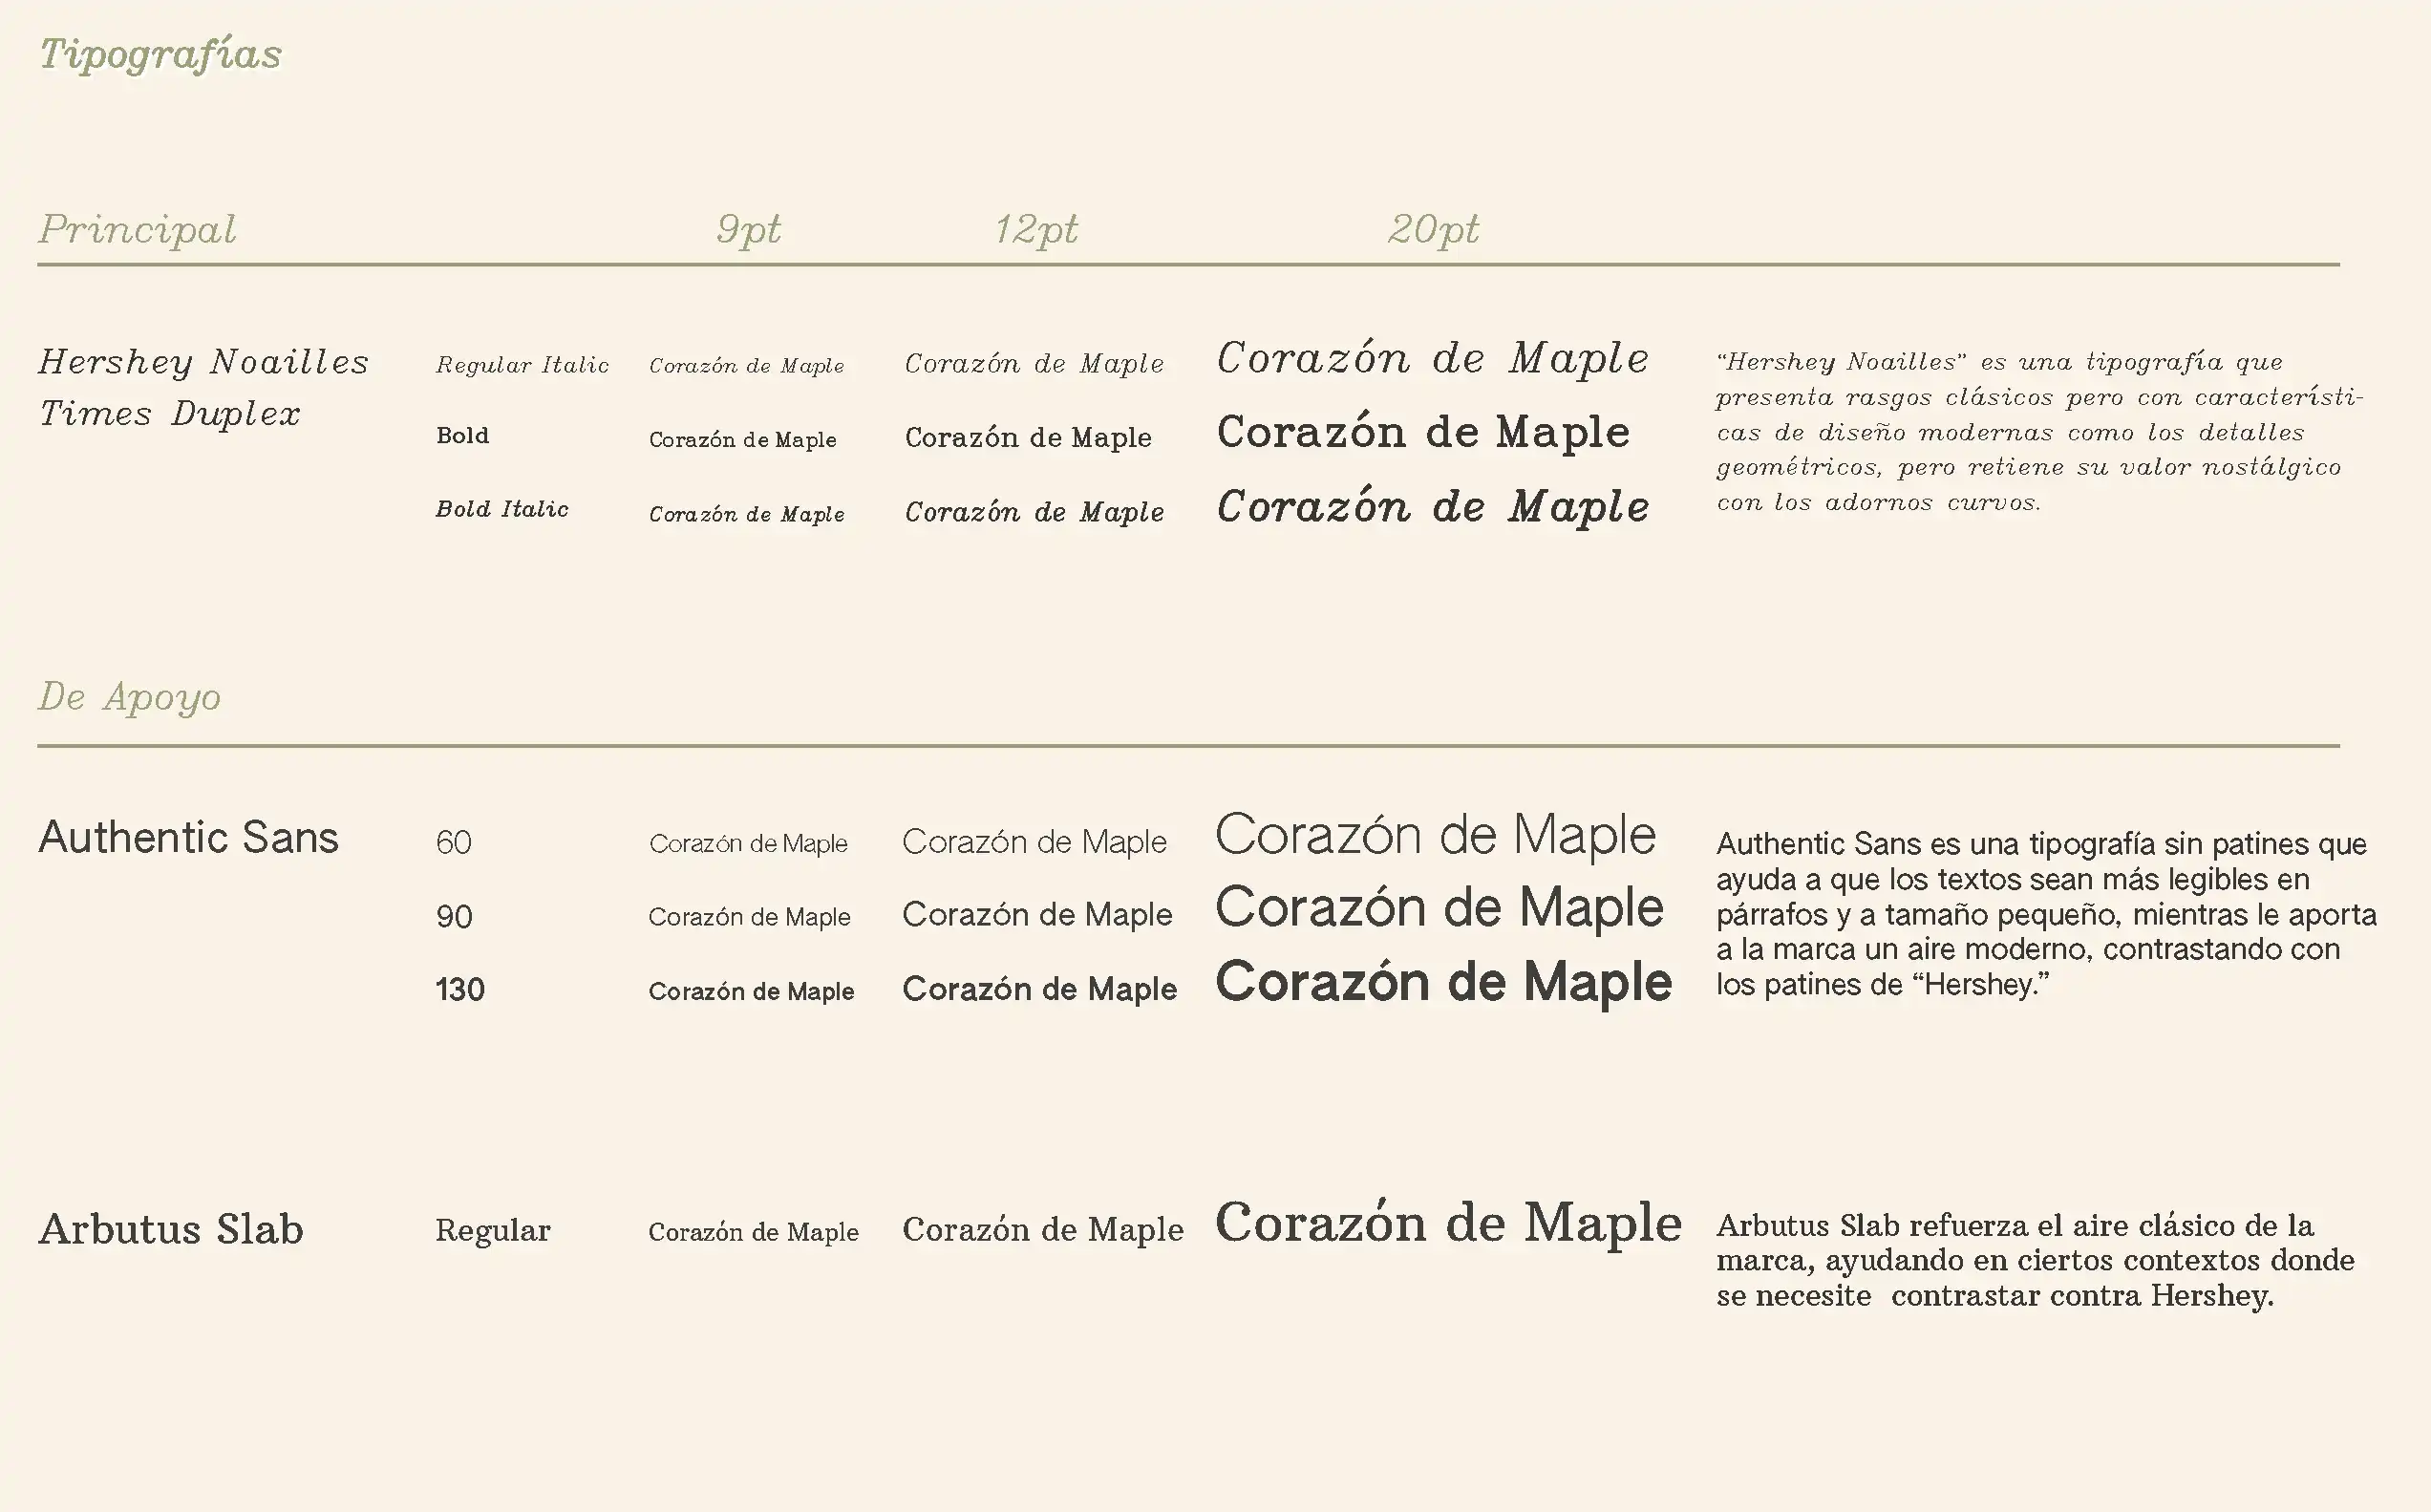 Tipografías
Principal 9pt 12pt 20pt
Hershey Noailles
Times Duplex
Regular Italic Corazón de Maple Corazón de Maple Corazón de Maple
Bold Corazón de Maple Corazón de Maple Corazón de Maple
Bold Italic Corazón de Maple Corazón de Maple Corazón de Maple
“Hershey Noailles” es una tipografía que
presenta rasgos clásicos pero con característi-
cas de diseño modernas como los detalles
geométricos, pero retiene su valor nostálgico
con los adornos curvos.
De Apoyo
Authentic Sans
60 Corazón de Maple Corazón de Maple Corazón de Maple
90 Corazón de Maple Corazón de Maple Corazón de Maple
130 Corazón de Maple Corazón de Maple Corazón de Maple
Authentic Sans es una tipografía sin patines que
ayuda a que los textos sean más legibles en
párrafos y a tamaño pequeño, mientras le aporta
a la marca un aire moderno, contrastando con
los patines de “Hershey.”
Arbutus Slab
Regular Corazón de Maple Corazón de Maple Corazón de Maple
Arbutus Slab refuerza el aire clásico de la
marca, ayudando en ciertos contextos donde
se necesite  contrastar contra Hershey.